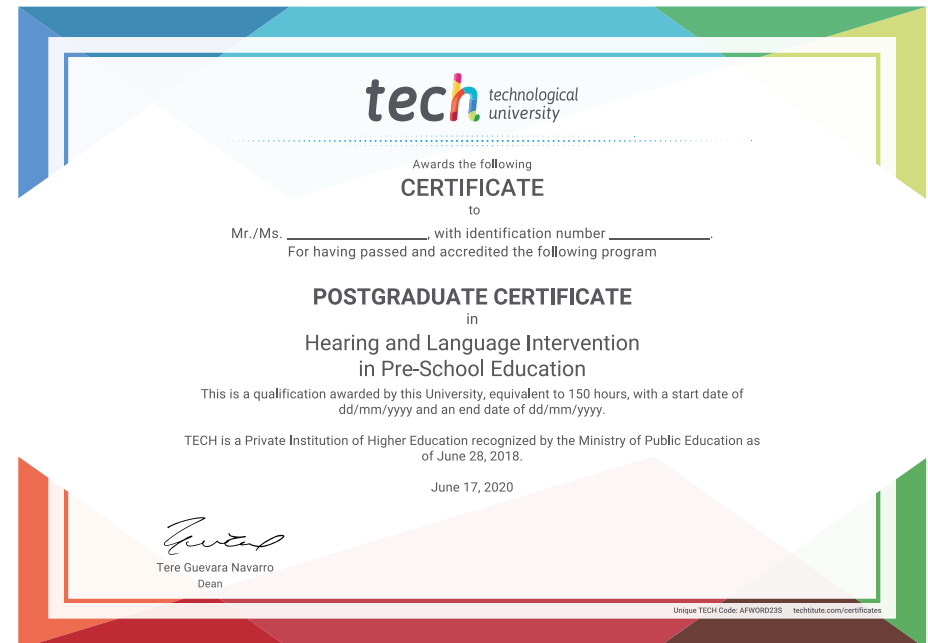 tech technological
university
Awards the following
CERTIFICATE
to
Mr./Ms. ____________________, with identification number ______________.
For having passed and accredited the following program
POSTGRADUATE CERTIFICATE
in
Hearing and Language Intervention
in Pre-School Education
This is a qualification awarded by this University, equivalent to 150 hours, with a start date of
dd/mm/yyyy and an end date of dd/mm/yyyy.
TECH is a Private Institution of Higher Education recognized by the Ministry of Public Education as
of June 28, 2018.
June 17, 2020
Tere Guevara Navarro
Dean
Unique TECH Code: AFWORD23S techtitute.com/certificates